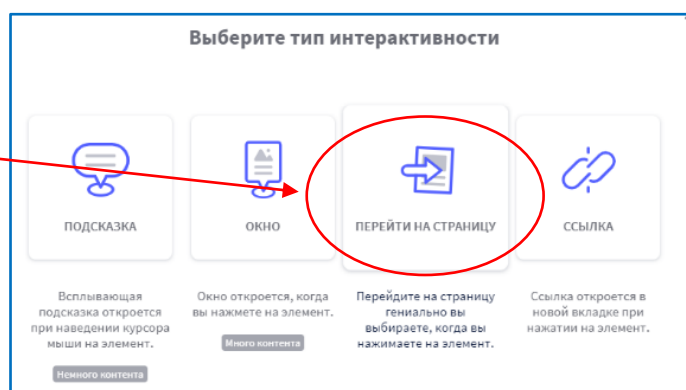 Выберите тип интерактивности
ПОДСКАЗКА
ОКНО
ПЕРЕЙТИ НА СТРАНИЦУ
ССЫЛКА
Всплывающая
подсказка откроется
при наведении курсора
мыши на элемент.
Немного контента
Окно откроется, когда
вы нажмете на элемент.
Много контента
Перейдите на страницу
гениально вы
выбираете, когда вы
нажимаете на элемент.
Ссылка откроется в
новой вкладке при
нажатии на элемент.